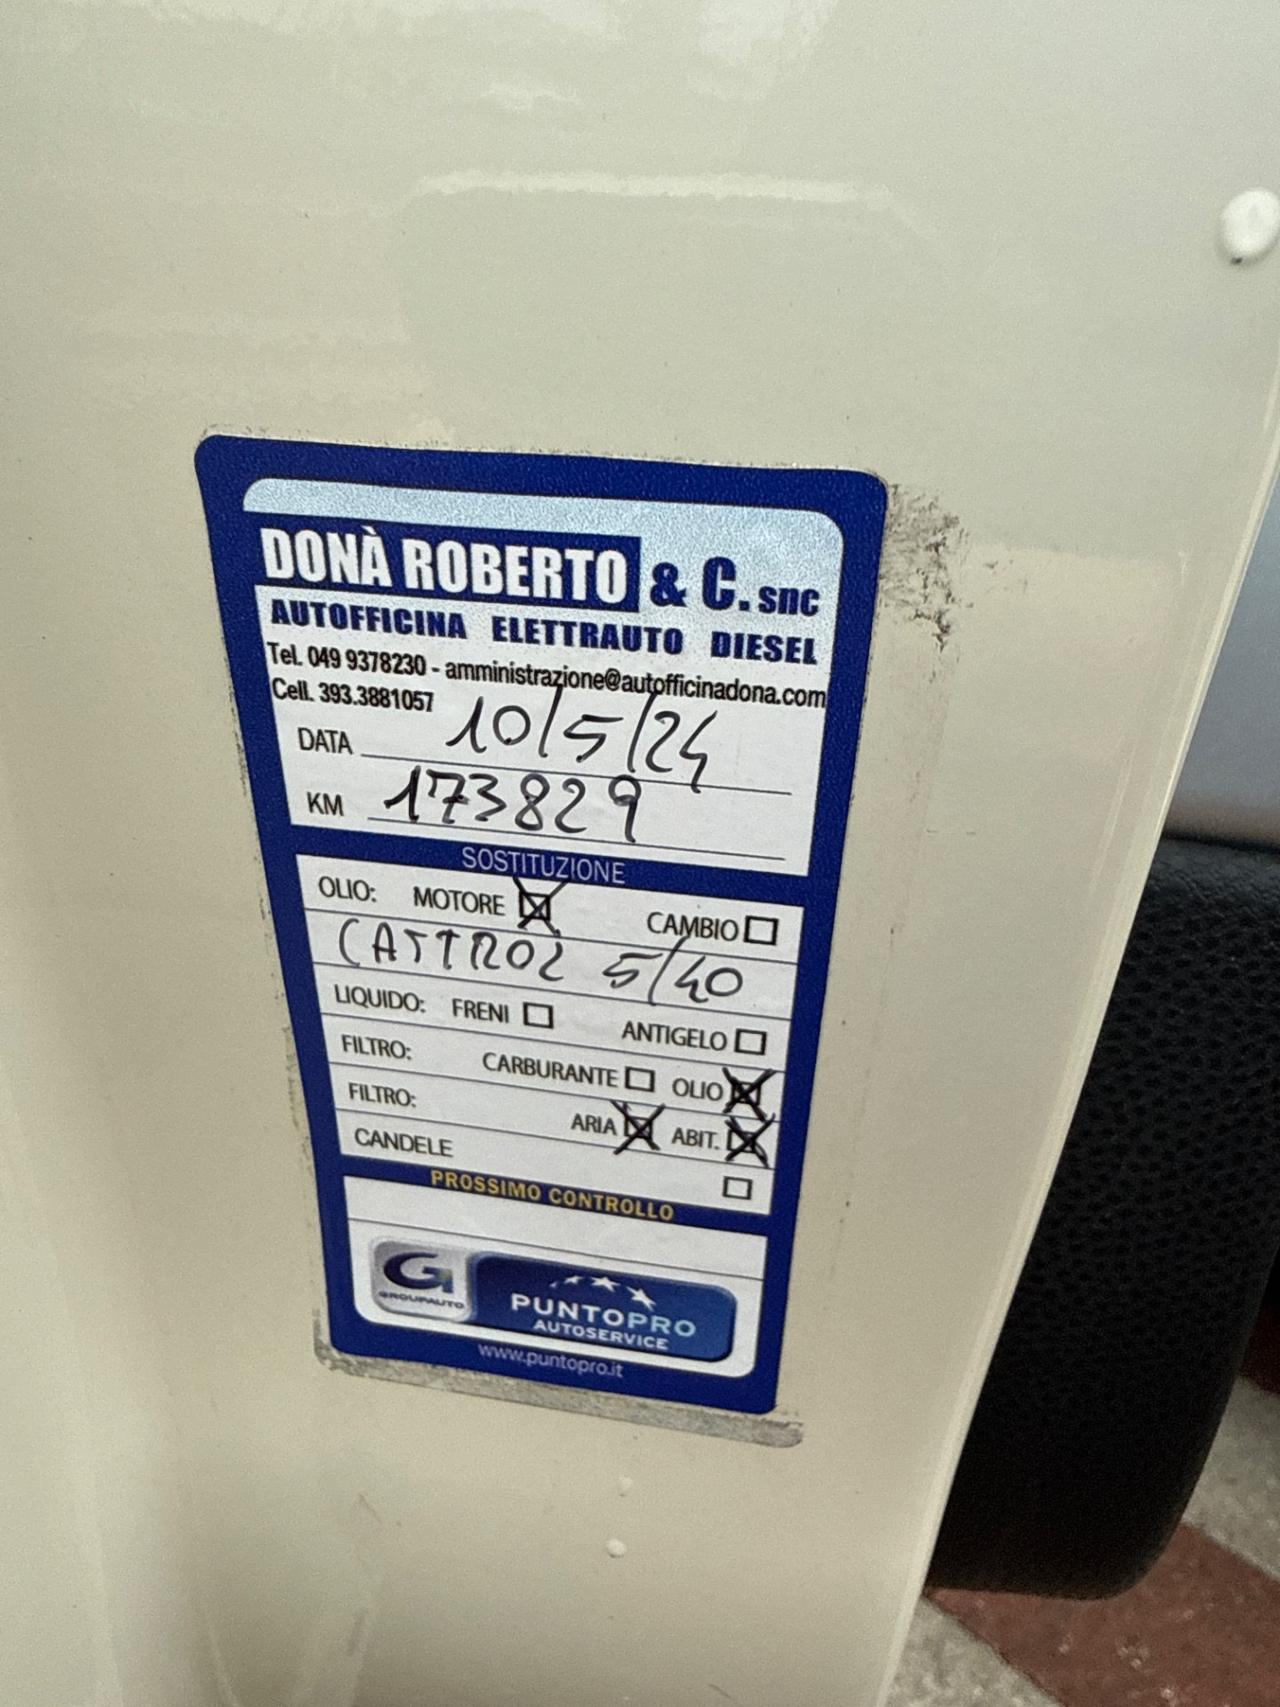 DONÀ ROBERTO & C. snc
AUTOFFICINA ELETTRAUTO DIESEL
Tel. 049 9378230 - amministrazione@autofficinadona.com
Cell. 393.3881057
DATA 10/5/24
KM 173829
SOSTITUZIONE
OLIO: MOTORE ☒ CAMBIO ☐
CASTROL 5/40
LIQUIDO: FRENI ☐ ANTIGELO ☐
FILTRO: CARBURANTE ☐ OLIO ☒
FILTRO: ARIA ☒ ABIT. ☒
CANDELE ☐
PROSSIMO CONTROLLO
G
GROUPAUTO
PUNTOPRO
AUTOSERVICE
www.puntopro.it